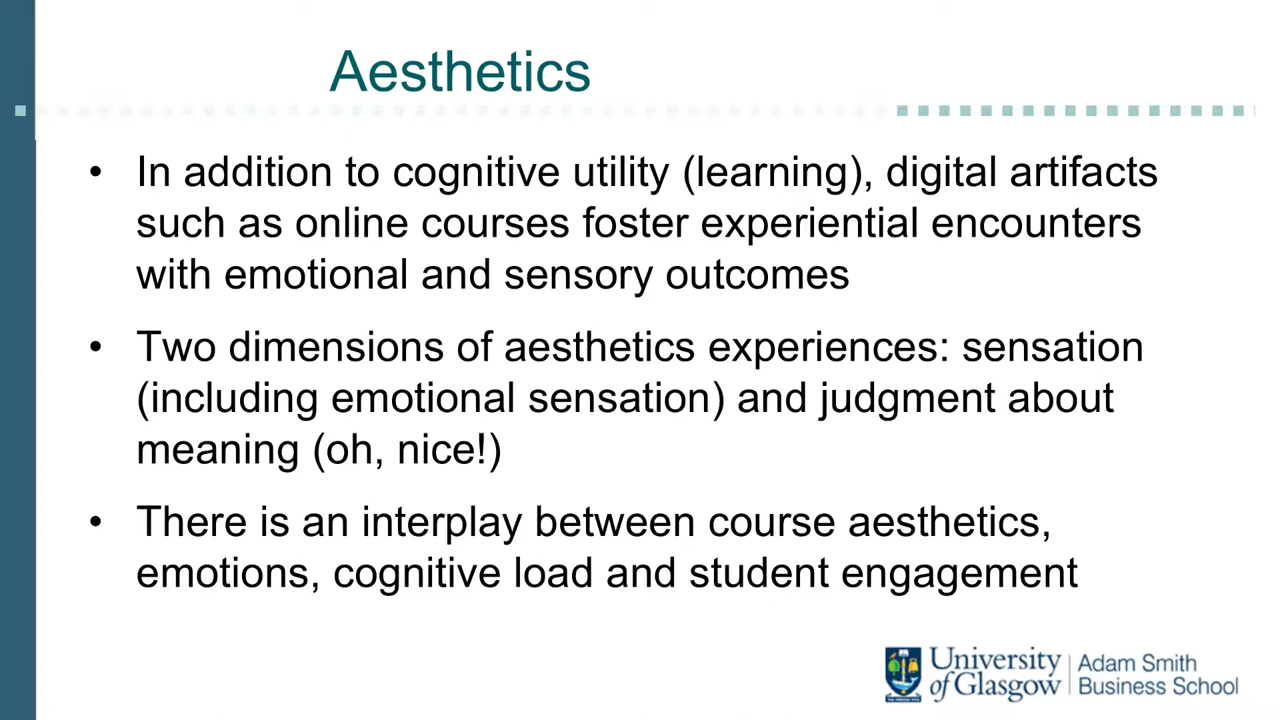 Aesthetics
• In addition to cognitive utility (learning), digital artifacts
such as online courses foster experiential encounters
with emotional and sensory outcomes
• Two dimensions of aesthetics experiences: sensation
(including emotional sensation) and judgment about
meaning (oh, nice!)
• There is an interplay between course aesthetics,
emotions, cognitive load and student engagement
University
of Glasgow
Adam Smith
Business School